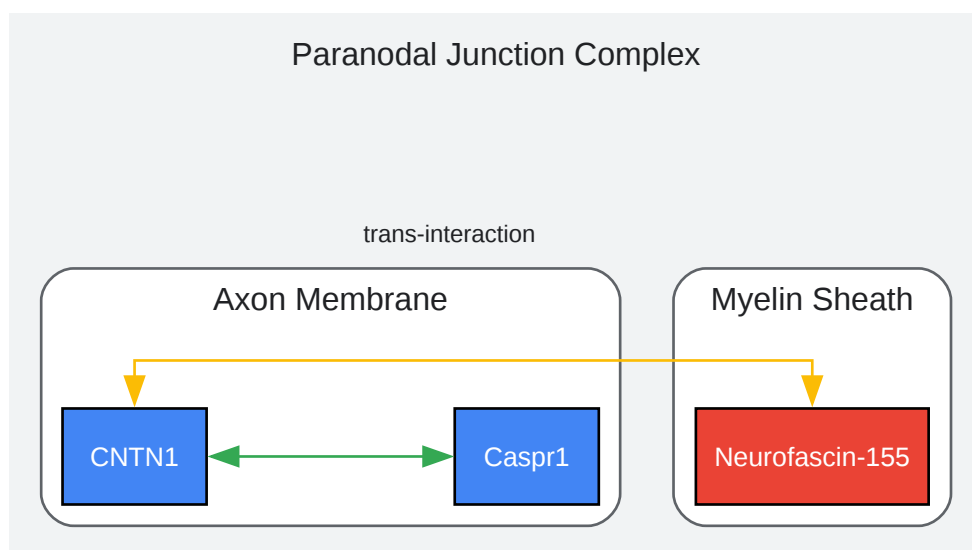 Paranodal Junction Complex
trans-interaction
Axon Membrane
Myelin Sheath
CNTN1
Caspr1
Neurofascin-155